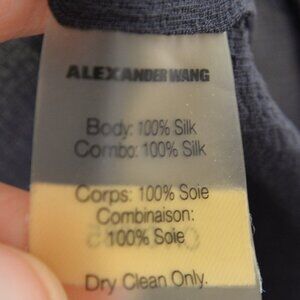 ALEXANDER WANG
Body: 100% Silk
Combo: 100% Silk
Corps: 100% Soie
Combinaison:
100% Soie
Dry Clean Only.